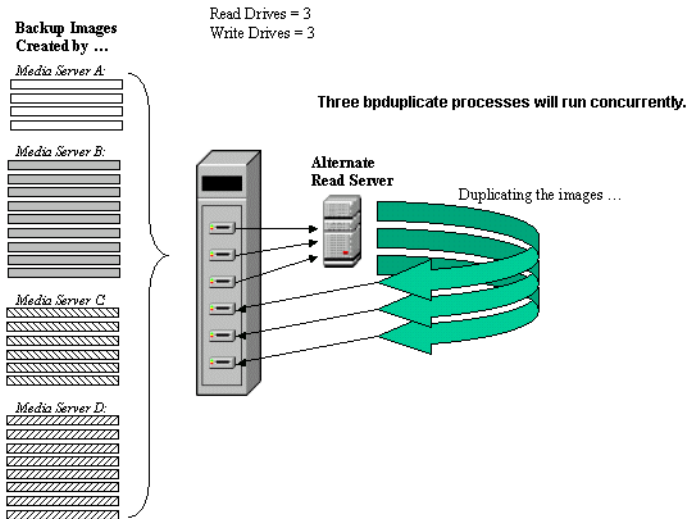 Read Drives = 3
Write Drives = 3
Backup Images
Created by ...
Media Server A:
Three bpduplicate processes will run concurrently.
Media Server B:
Alternate
Read Server
Duplicating the images ...
Media Server C
Media Server D: